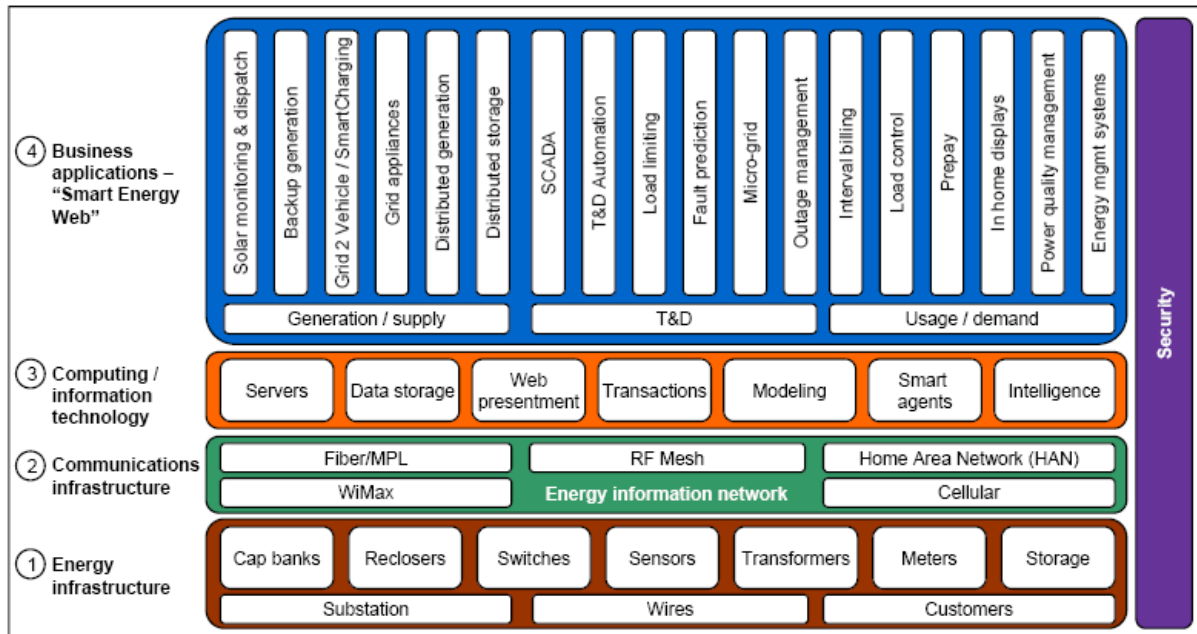 4 Business
applications –
“Smart Energy
Web”
Solar monitoring & dispatch
Backup generation
Grid 2 Vehicle / SmartCharging
Grid appliances
Distributed generation
Distributed storage
SCADA
T&D Automation
Load limiting
Fault prediction
Micro-grid
Outage management
Interval billing
Load control
Prepay
In home displays
Power quality management
Energy mgmt systems
Generation / supply
T&D
Usage / demand
3 Computing /
information
technology
Servers
Data storage
Web
presentment
Transactions
Modeling
Smart
agents
Intelligence
2 Communications
infrastructure
Fiber/MPL
RF Mesh
Home Area Network (HAN)
WiMax
Energy information network
Cellular
1 Energy
infrastructure
Cap banks
Reclosers
Switches
Sensors
Transformers
Meters
Storage
Substation
Wires
Customers
Security